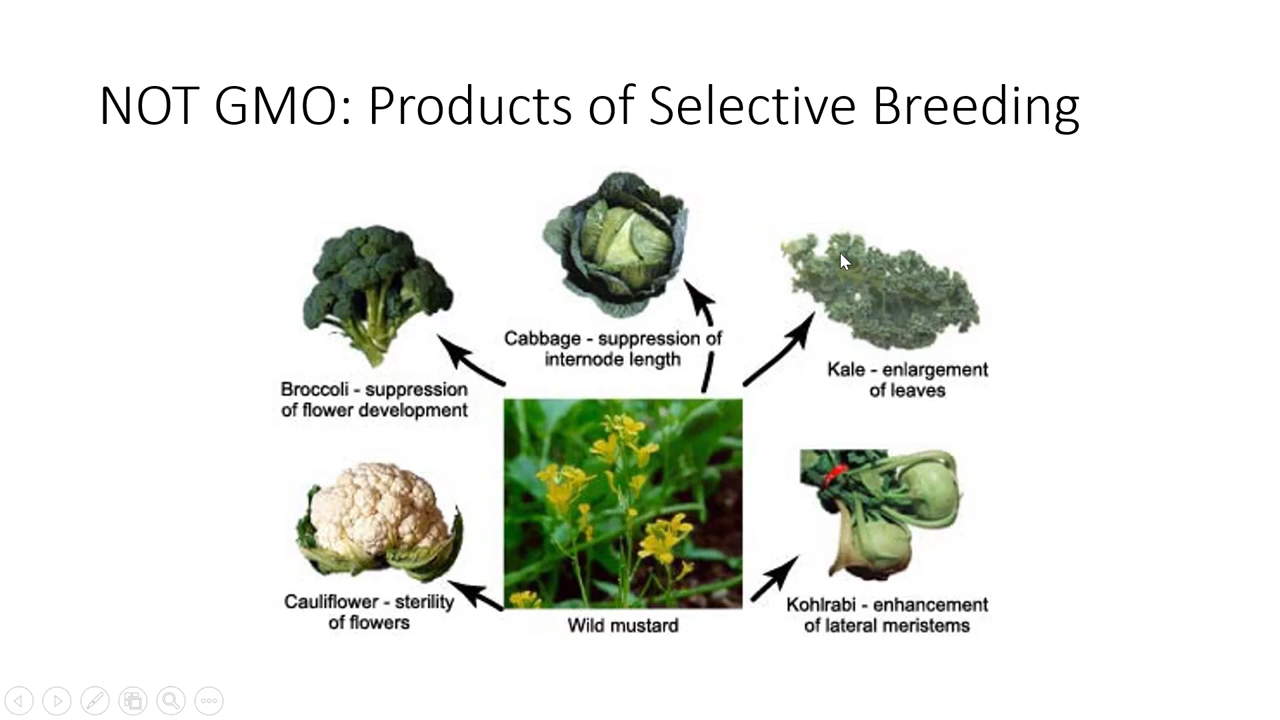 NOT GMO: Products of Selective Breeding
Cabbage - suppression of
internode length
Broccoli - suppression
of flower development
Kale - enlargement
of leaves
Cauliflower - sterility
of flowers
Wild mustard
Kohlrabi - enhancement
of lateral meristems